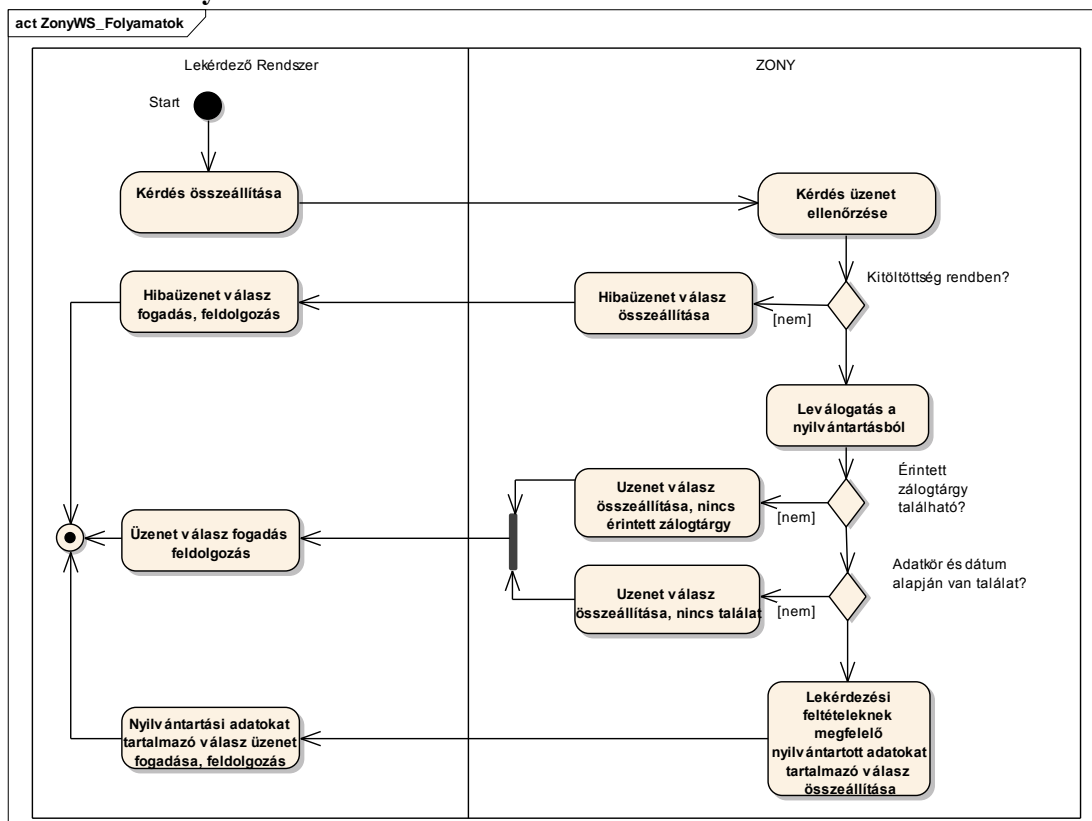 act ZonyWS_Folyamatok
Lekérdező Rendszer
ZONY
Start
Kérdés összeállítása
Kérdés üzenet
ellenőrzése
Kitöltöttség rendben?
Hibaüzenet válasz
fogadás, feldolgozás
Hibaüzenet válasz
összeállítása
[nem]
Leválogatás a
nyilvántartásból
Érintett
zálogtárgy
található?
Uzenet válasz
összeállítása, nincs
érintett zálogtárgy
[nem]
Üzenet válasz fogadás
feldolgozás
Adatkör és dátum
alapján van találat?
Uzenet válasz
összeállítása, nincs találat
[nem]
Lekérdezési
feltételeknek
megfelelő
nyilvántartott adatokat
tartalmazó válasz
összeállítása
Nyilvántartási adatokat
tartalmazó válasz üzenet
fogadása, feldolgozás